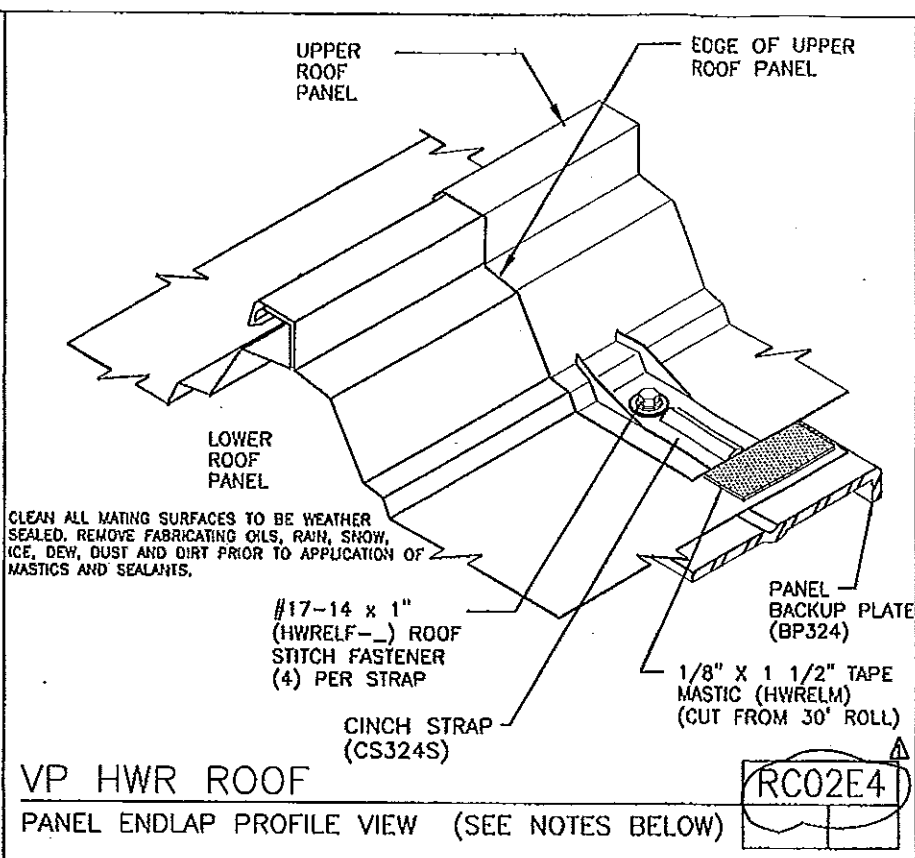 UPPER
ROOF
PANEL
EDGE OF UPPER
ROOF PANEL
LOWER
ROOF
PANEL
CLEAN ALL MATING SURFACES TO BE WEATHER
SEALED. REMOVE FABRICATING OILS, RAIN, SNOW,
ICE, DEW, DUST AND DIRT PRIOR TO APPLICATION OF
MASTICS AND SEALANTS.
#17-14 x 1"
(HWRELF-_) ROOF
STITCH FASTENER
(4) PER STRAP
CINCH STRAP
(CS324S)
PANEL
BACKUP PLATE
(BP324)
1/8" X 1 1/2" TAPE
MASTIC (HWRELM)
(CUT FROM 30' ROLL)
VP HWR ROOF
PANEL ENDLAP PROFILE VIEW (SEE NOTES BELOW)
1
RC02E4